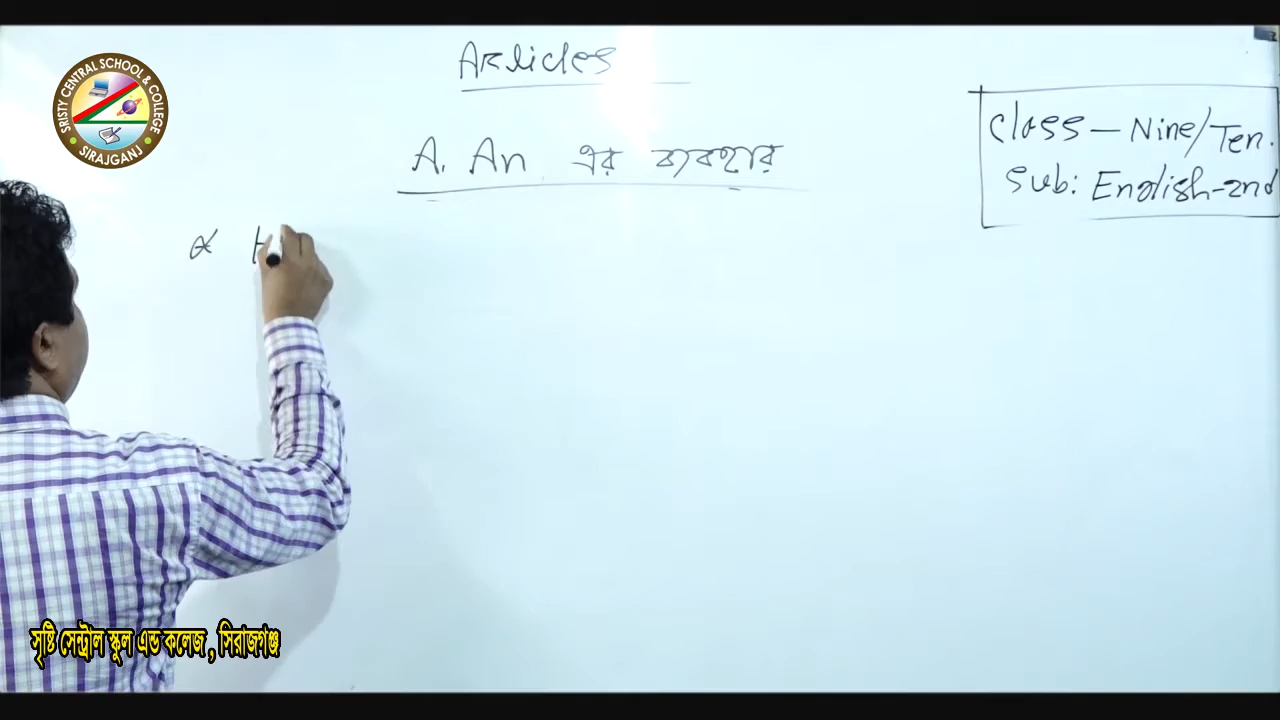 Articles
A. An এর ব্যবহার
Class – Nine/Ten.
Sub: English-2nd
H
SRISTY CENTRAL SCHOOL & COLLEGE
SIRAJGANJ
সৃষ্টি সেন্ট্রাল স্কুল এন্ড কলেজ, সিরাজগঞ্জ